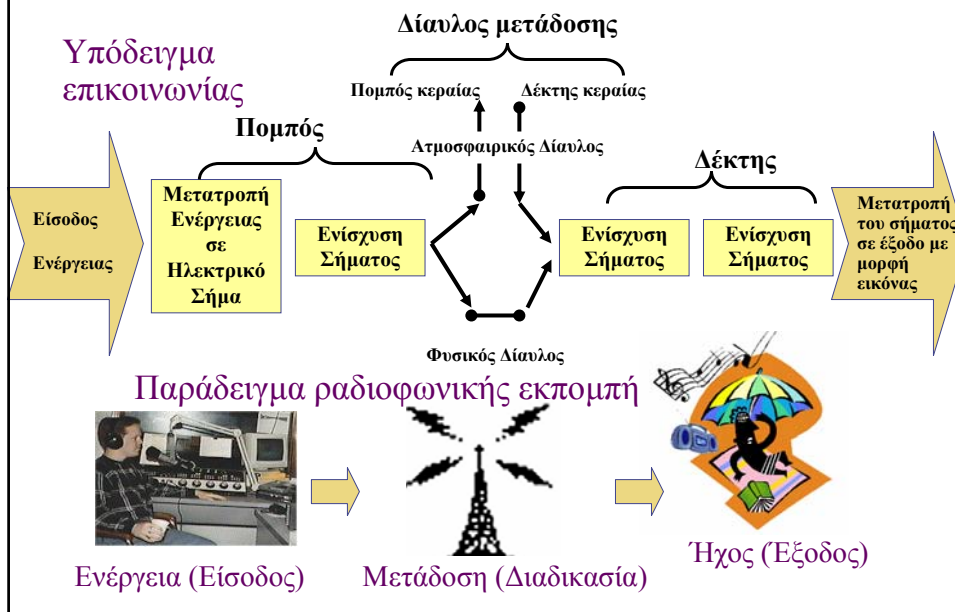 Υπόδειγμα
επικοινωνίας
Δίαυλος μετάδοσης
Πομπός κεραίας
Δέκτης κεραίας
Πομπός
Ατμοσφαιρικός Δίαυλος
Δέκτης
Είσοδος
Ενέργειας
Μετατροπή
Ενέργειας
σε
Ηλεκτρικό
Σήμα
Ενίσχυση
Σήματος
Ενίσχυση
Σήματος
Ενίσχυση
Σήματος
Μετατροπή
του σήματος
σε έξοδο με
μορφή
εικόνας
Φυσικός Δίαυλος
Παράδειγμα ραδιοφωνικής εκπομπή
Ενέργεια (Είσοδος)
Μετάδοση (Διαδικασία)
Ήχος (Έξοδος)